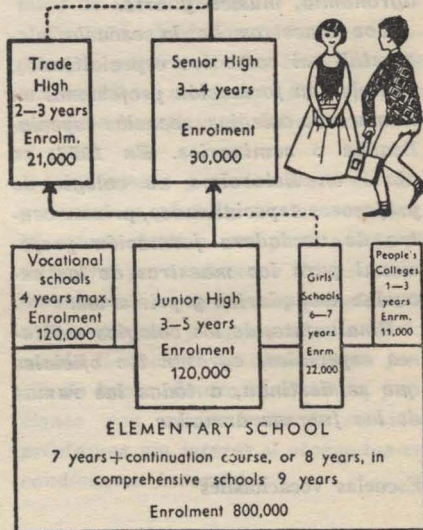 Trade
High
2—3 years
Enrolm.
21,000
Senior High
3—4 years
Enrolment
30,000
Vocational
schools
4 years max.
Enrolment
120,000
Junior High
3—5 years
Enrolment
120,000
Girls'
Schools
6—7
years
Enrm
22,000
People's
Colleges
1—3
years
Enrm.
11,000
ELEMENTARY SCHOOL
7 years+continuation course, or 8 years, in
comprehensive schools 9 years
Enrolment 800,000